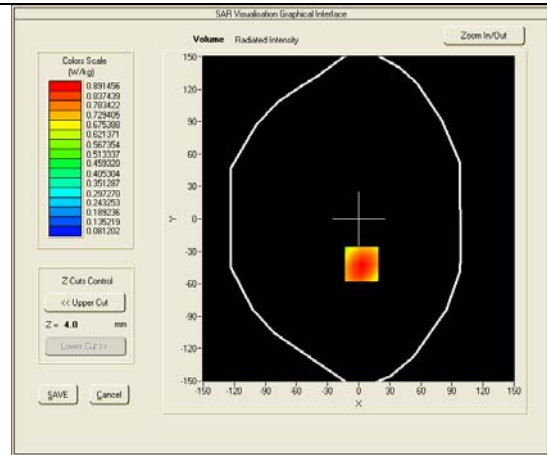 SAR Visualisation Graphical Interface
Volume Radiated Intensity
Zoom In/Out
Colors Scale
(W/kg)
0.891456
0.837439
0.783422
0.729405
0.675388
0.621371
0.567354
0.513337
0.459320
0.405304
0.351287
0.297270
0.243253
0.189236
0.135219
0.081202
Z Cuts Control
<< Upper Cut
Z = 4.0 mm
Lower Cut >>
SAVE Cancel
150
120
90
60
30
0
-30
-60
-90
-120
-150
Y
-150 -120 -90 -60 -30 0 30 60 90 120 150
X